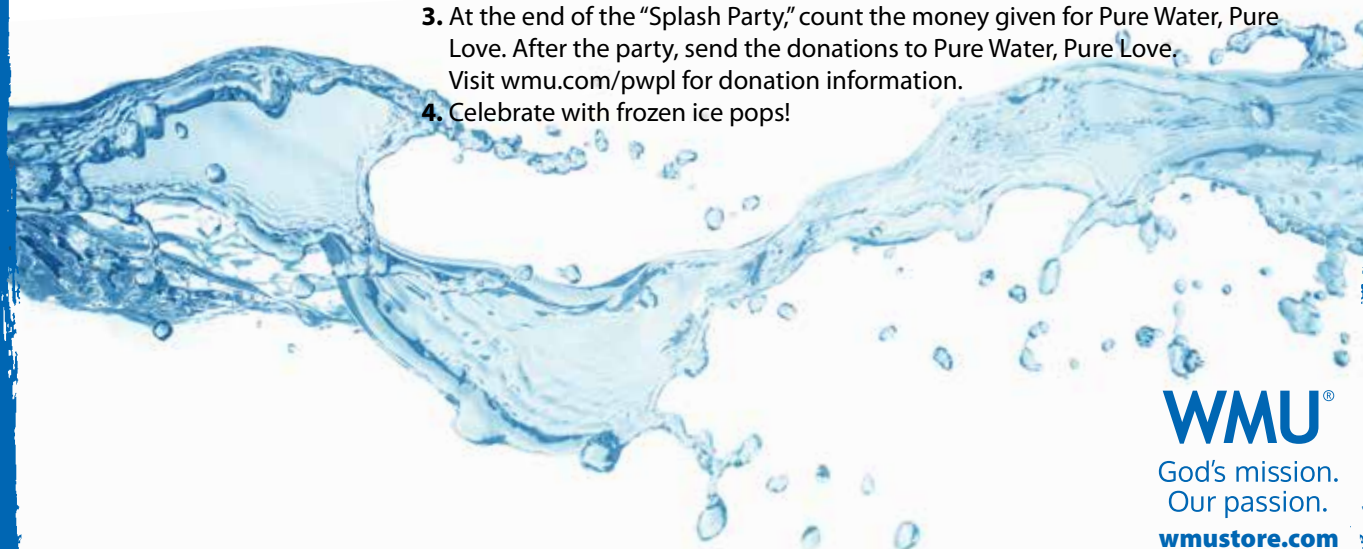 3. At the end of the “Splash Party,” count the money given for Pure Water, Pure
Love. After the party, send the donations to Pure Water, Pure Love.
Visit wmu.com/pwpl for donation information.
4. Celebrate with frozen ice pops!
WMU®
God’s mission.
Our passion.
wmustore.com